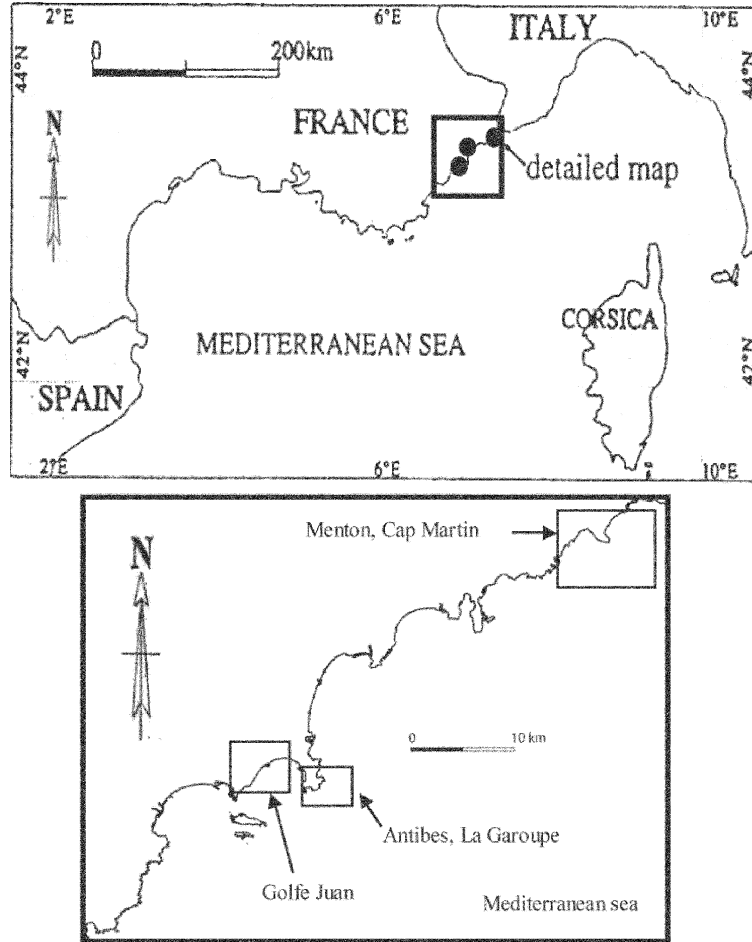 2°E 6°E 10°E
ITALY
0 200km
44°N 44°N
N
FRANCE
detailed map
CORSICA
MEDITERRANEAN SEA
42°N 42°N
SPAIN
2°E 6°E 10°E
Menton, Cap Martin
N
0 10 km
Antibes, La Garoupe
Golfe Juan
Mediterranean sea